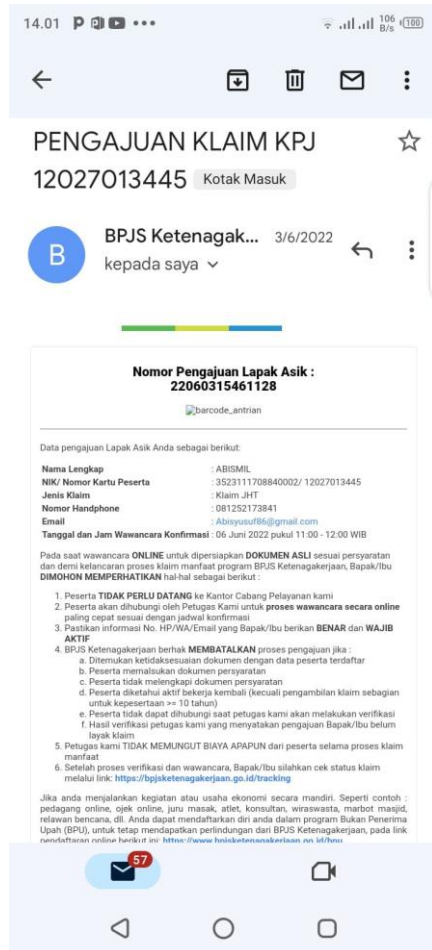 14.01
106 B/s
100
PENGAJUAN KLAIM KPJ
12027013445 Kotak Masuk
B
BPJS Ketenagak... 3/6/2022
kepada saya
Nomor Pengajuan Lapak Asik :
22060315461128
barcode_antrian
Data pengajuan Lapak Asik Anda sebagai berikut:
Nama Lengkap : ABISMIL
NIK/ Nomor Kartu Peserta : 3523111708840002/ 12027013445
Jenis Klaim : Klaim JHT
Nomor Handphone : 081252173841
Email : Abisyusuf86@gmail.com
Tanggal dan Jam Wawancara Konfirmasi : 06 Juni 2022 pukul 11:00 - 12:00 WIB
Pada saat wawancara ONLINE untuk dipersiapkan DOKUMEN ASLI sesuai persyaratan
dan demi kelancaran proses klaim manfaat program BPJS Ketenagakerjaan, Bapak/Ibu
DIMOHON MEMPERHATIKAN hal-hal sebagai berikut :
1. Peserta TIDAK PERLU DATANG ke Kantor Cabang Pelayanan kami
2. Peserta akan dihubungi oleh Petugas Kami untuk proses wawancara secara online
paling cepat sesuai dengan jadwal konfirmasi
3. Pastikan informasi No. HP/WA/Email yang Bapak/Ibu berikan BENAR dan WAJIB
AKTIF
4. BPJS Ketenagakerjaan berhak MEMBATALKAN proses pengajuan jika :
a. Ditemukan ketidaksesuaian dokumen dengan data peserta terdaftar
b. Peserta memalsukan dokumen persyaratan
c. Peserta tidak melengkapi dokumen persyaratan
d. Peserta diketahui aktif bekerja kembali (kecuali pengambilan klaim sebagian
untuk kepesertaan >= 10 tahun)
e. Peserta tidak dapat dihubungi saat petugas kami akan melakukan verifikasi
f. Hasil verifikasi petugas kami yang menyatakan pengajuan Bapak/Ibu belum
layak klaim
5. Petugas kami TIDAK MEMUNGUT BIAYA APAPUN dari peserta selama proses klaim
manfaat
6. Setelah proses verifikasi dan wawancara, Bapak/Ibu silahkan cek status klaim
melalui link: https://bpjsketenagakerjaan.go.id/tracking
Jika anda menjalankan kegiatan atau usaha ekonomi secara mandiri. Seperti contoh :
pedagang online, ojek online, juru masak, atlet, konsultan, wiraswasta, marbot masjid,
relawan bencana, dll. Anda dapat mendaftarkan diri anda dalam program Bukan Penerima
Upah (BPU), untuk tetap mendapatkan perlindungan dari BPJS Ketenagakerjaan, pada link
pendaftaran online berikut ini: https://www.bpjsketenagakerjaan.go.id/bpu
57